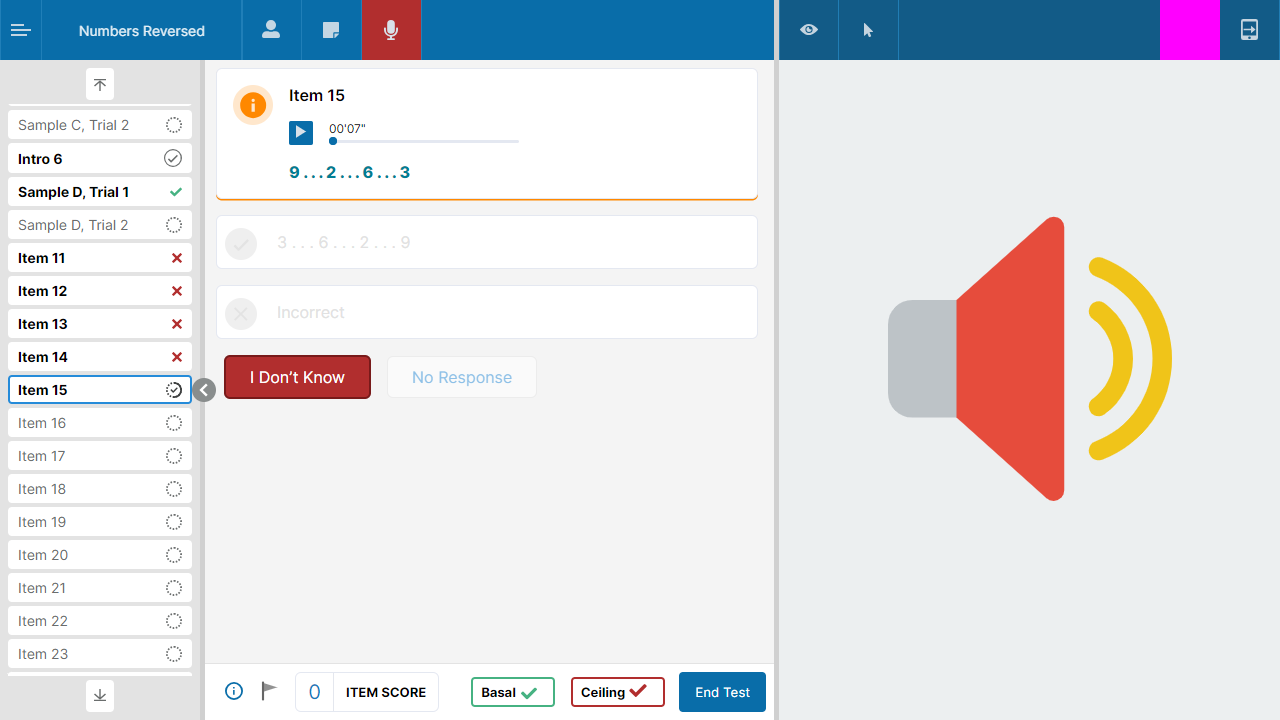 Numbers Reversed
Sample C, Trial 2
Intro 6
Sample D, Trial 1
Sample D, Trial 2
Item 11
Item 12
Item 13
Item 14
Item 15
Item 16
Item 17
Item 18
Item 19
Item 20
Item 21
Item 22
Item 23
Item 15
00'07"
9 . . . 2 . . . 6 . . . 3
3 . . . 6 . . . 2 . . . 9
Incorrect
I Don’t Know
No Response
0 ITEM SCORE
Basal
Ceiling
End Test